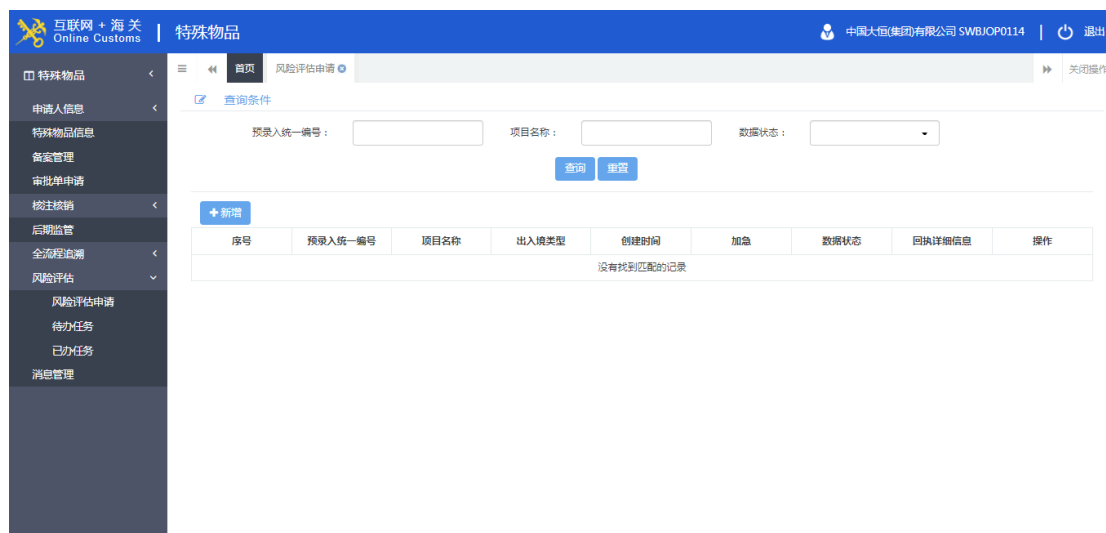 互联网 + 海 关
Online Customs
特殊物品
中国大恒(集团)有限公司 SWBJOP0114
退出
特殊物品
首页
风险评估申请
关闭操作
申请人信息
特殊物品信息
备案管理
审批单申请
核注核销
后期监管
全流程追溯
风险评估
风险评估申请
待办任务
已办任务
消息管理
查询条件
预录入统一编号：
项目名称：
数据状态：
查询 重置
新增
序号 预录入统一编号 项目名称 出入境类型 创建时间 加急 数据状态 回执详细信息 操作
没有找到匹配的记录